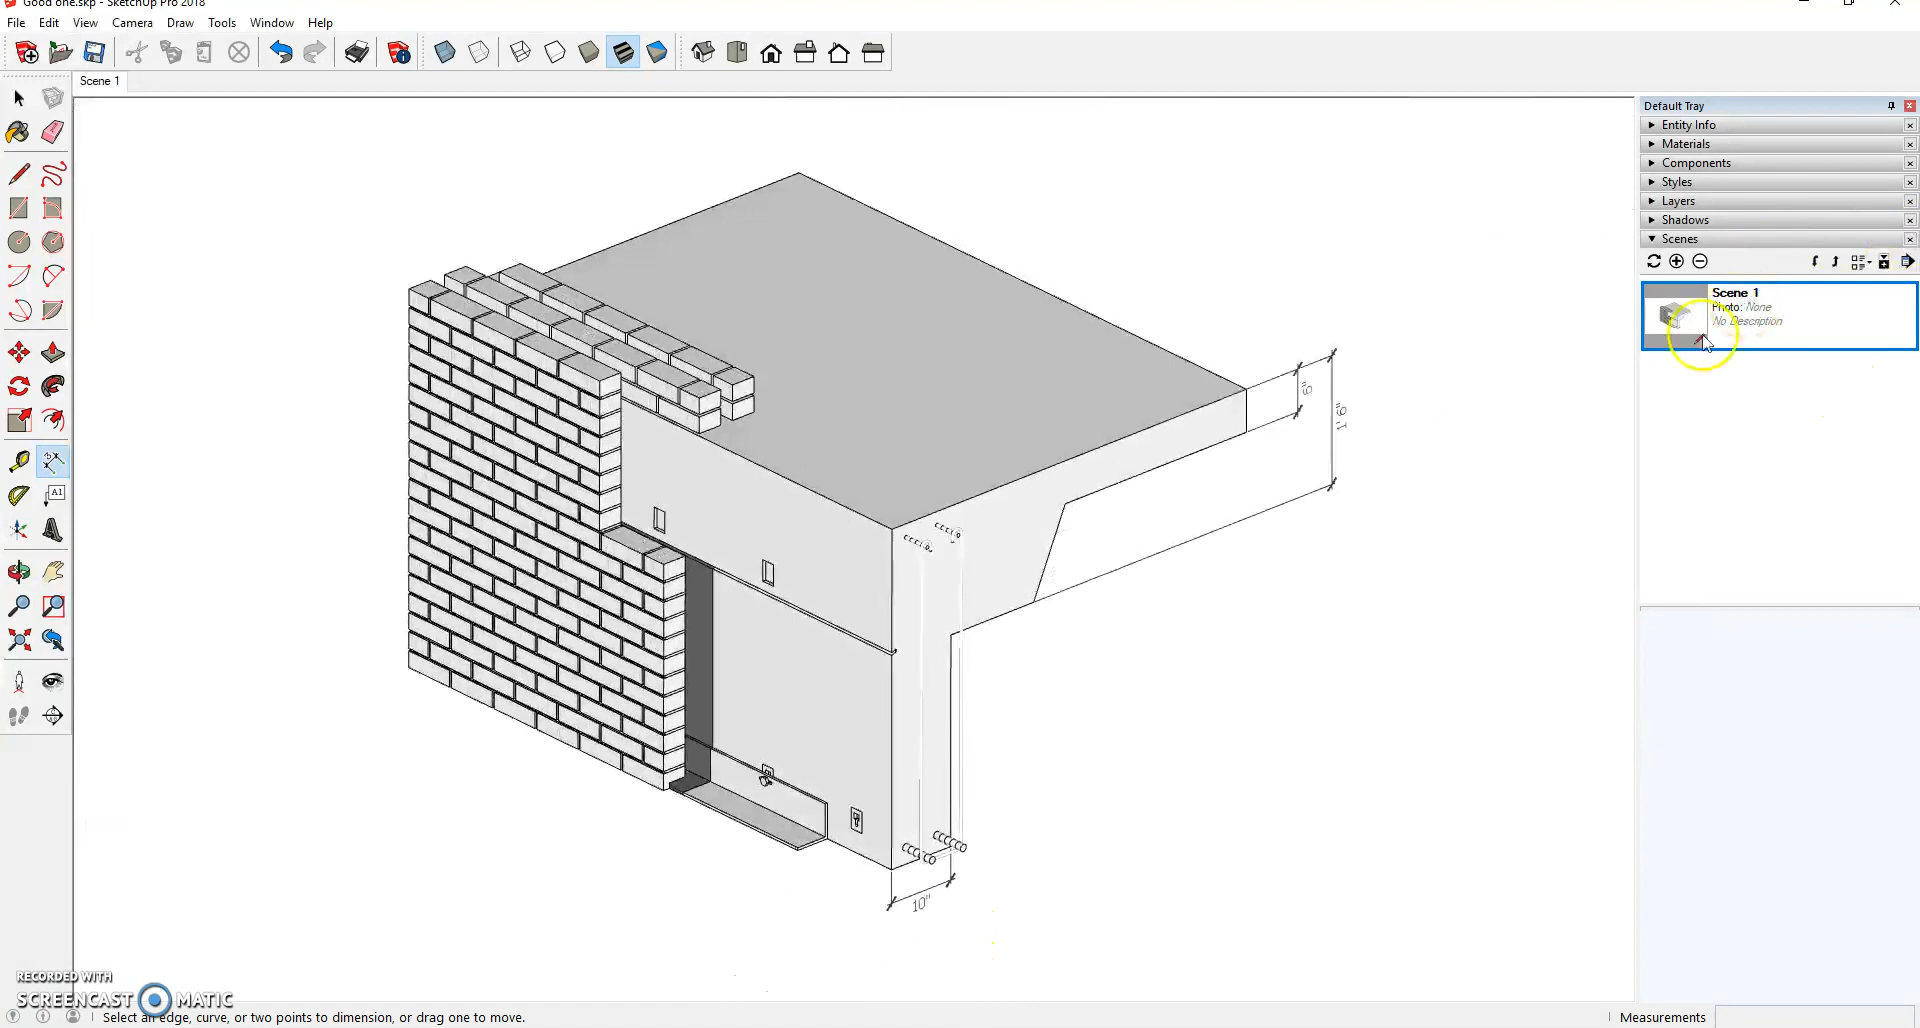 Good one.skp - SketchUp Pro 2018
File Edit View Camera Draw Tools Window Help
Scene 1
Default Tray
Entity Info
Materials
Components
Styles
Layers
Shadows
Scenes
Scene 1
Photo: None
No Description
A1
6"
1' 6"
10"
RECORDED WITH
SCREENCAST MATIC
Select an edge, curve, or two points to dimension, or drag one to move.
Measurements